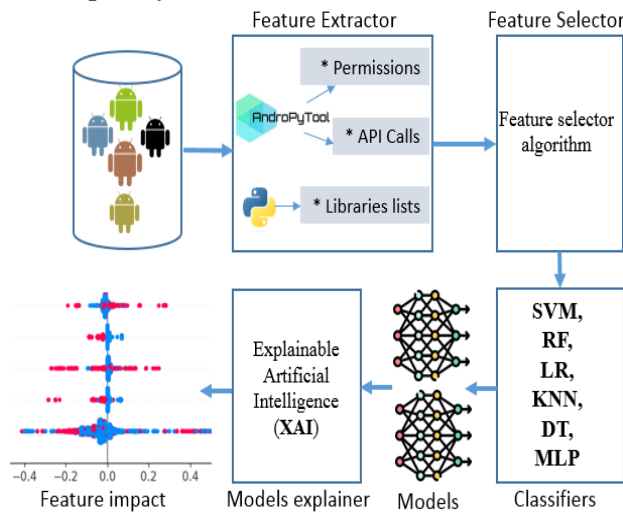 Feature Extractor
Feature Selector
* Permissions
AndroPyTool
* API Calls
* Libraries lists
Feature selector
algorithm
SVM,
RF,
LR,
KNN,
DT,
MLP
Explainable
Artificial
Intelligence
(XAI)
−0.4 −0.2 0.0 0.2 0.4
Feature impact
Models explainer
Models
Classifiers